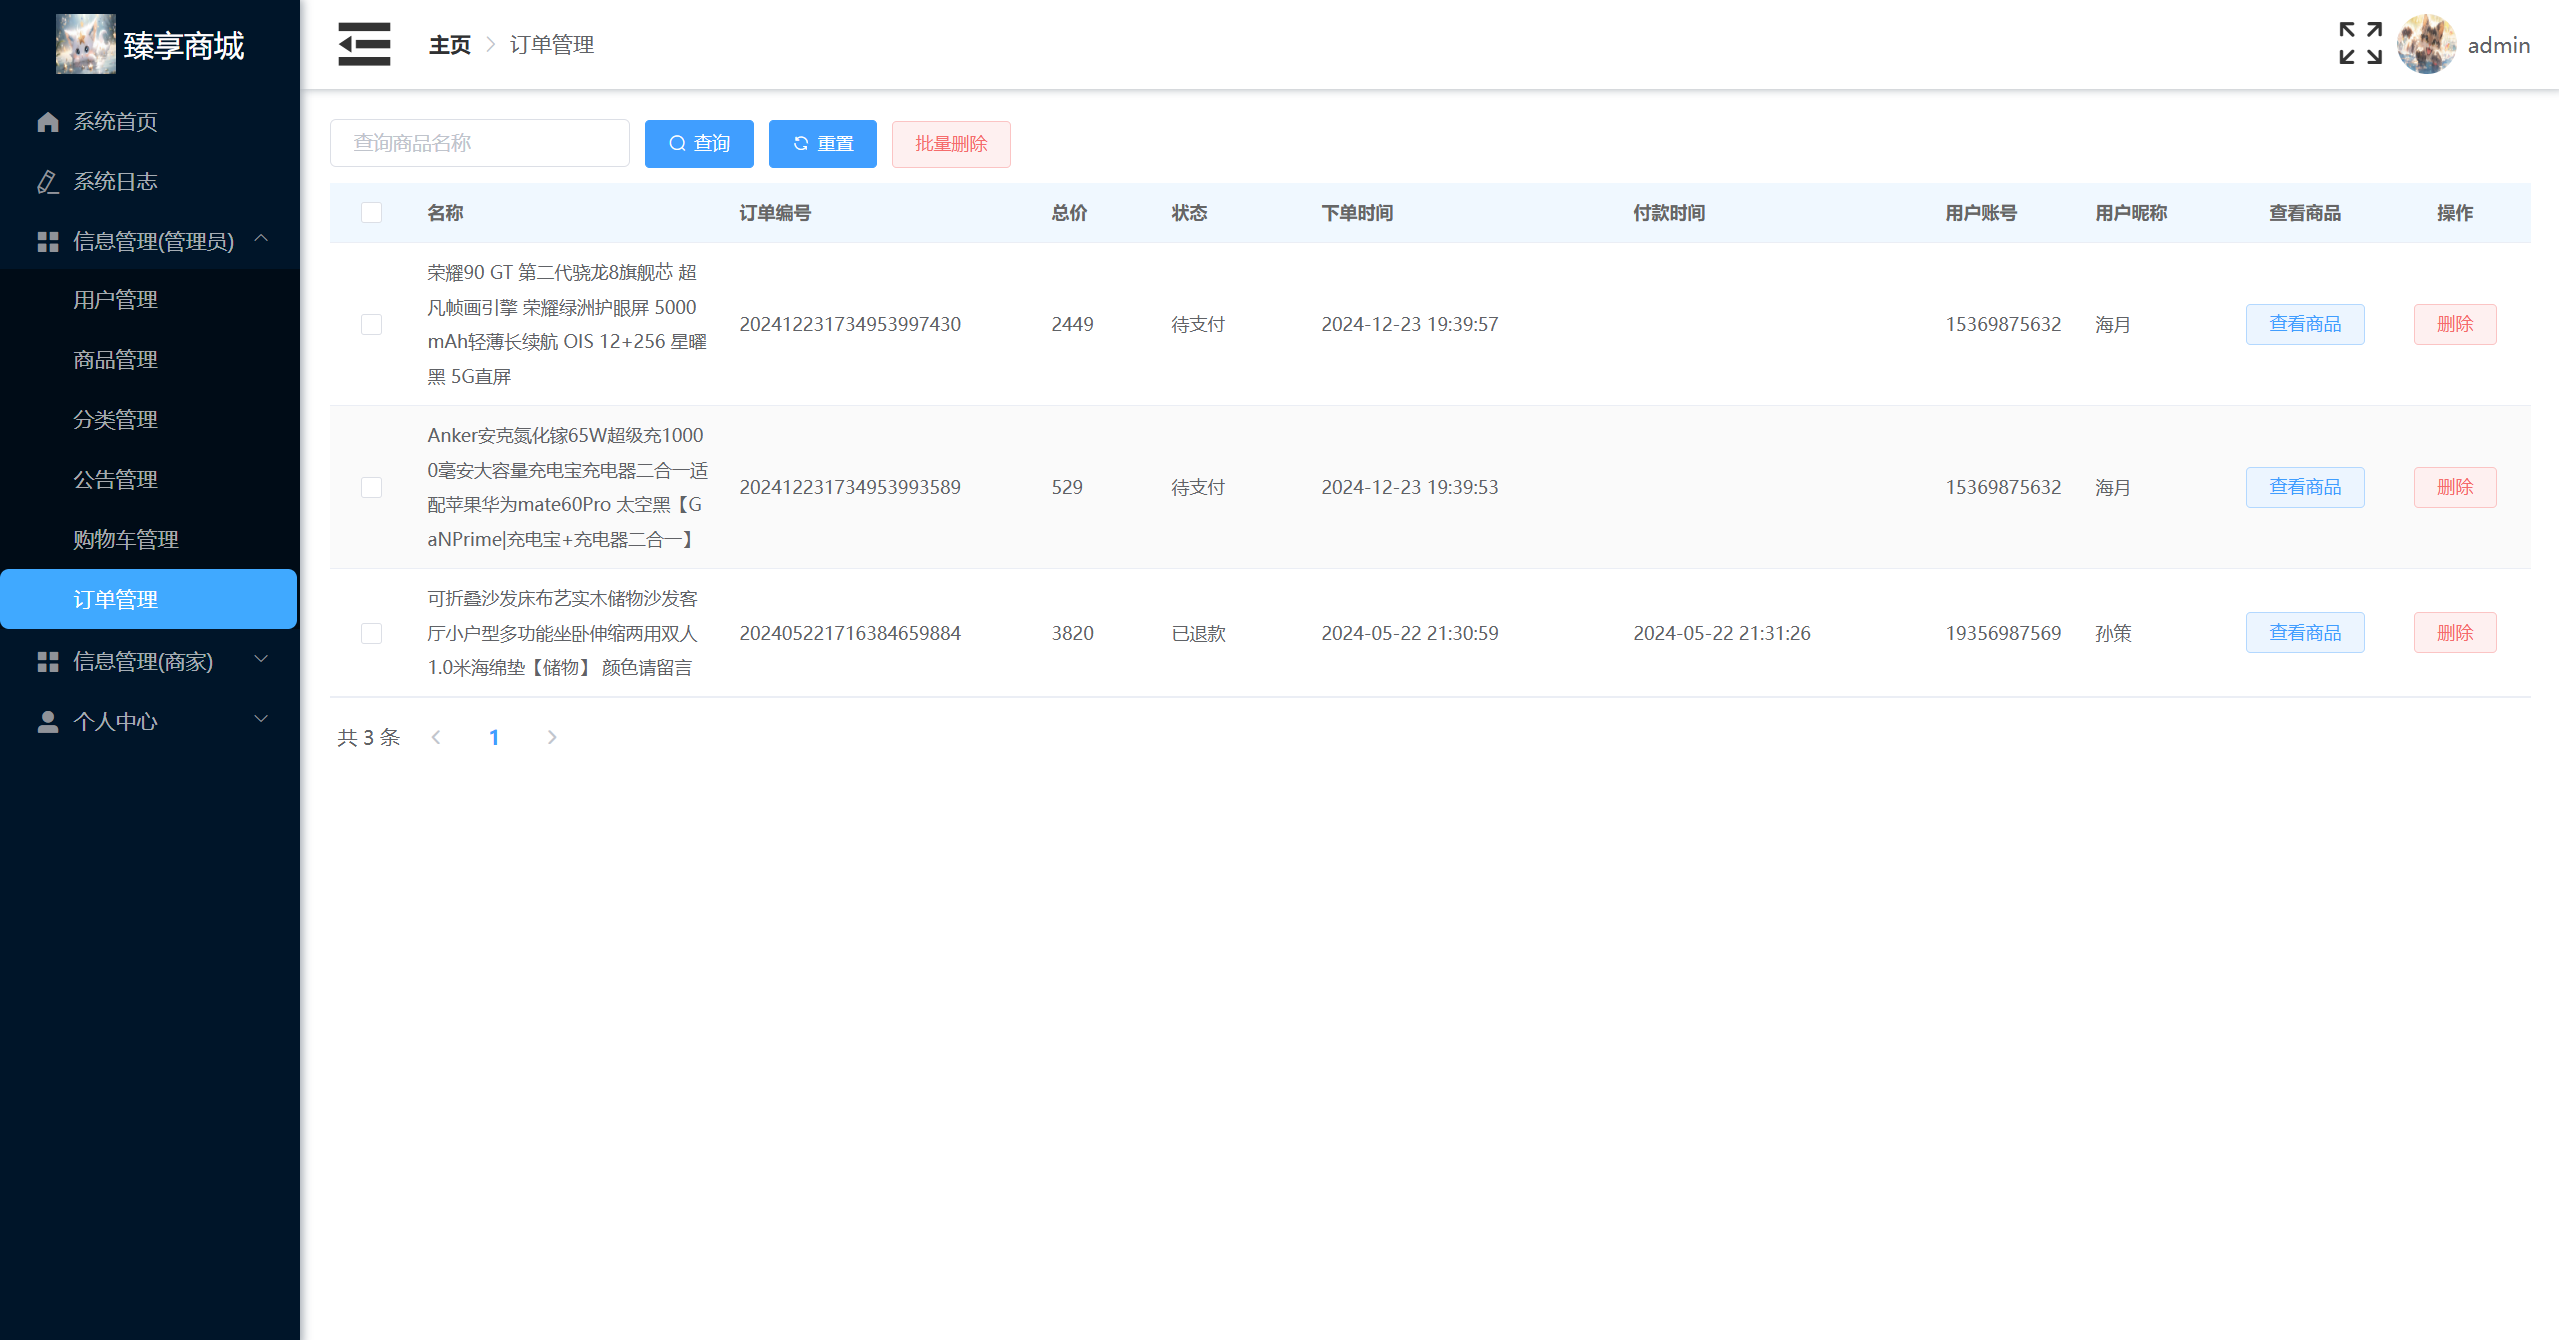 臻享商城
主页 订单管理
admin
系统首页
系统日志
信息管理(管理员)
用户管理
商品管理
分类管理
公告管理
购物车管理
订单管理
信息管理(商家)
个人中心
查询商品名称 查询 重置 批量删除
名称 订单编号 总价 状态 下单时间 付款时间 用户账号 用户昵称 查看商品 操作
荣耀90 GT 第二代骁龙8旗舰芯 超
凡帧画引擎 荣耀绿洲护眼屏 5000
mAh轻薄长续航 OIS 12+256 星曜
黑 5G直屏
202412231734953997430 2449 待支付 2024-12-23 19:39:57 15369875632 海月 查看商品 删除
Anker安克氮化镓65W超级充1000
0毫安大容量充电宝充电器二合一适
配苹果华为mate60Pro 太空黑【G
aNPrime|充电宝+充电器二合一】
202412231734953993589 529 待支付 2024-12-23 19:39:53 15369875632 海月 查看商品 删除
可折叠沙发床布艺实木储物沙发客
厅小户型多功能坐卧伸缩两用双人
1.0米海绵垫【储物】 颜色请留言
202405221716384659884 3820 已退款 2024-05-22 21:30:59 2024-05-22 21:31:26 19356987569 孙策 查看商品 删除
共 3 条 1